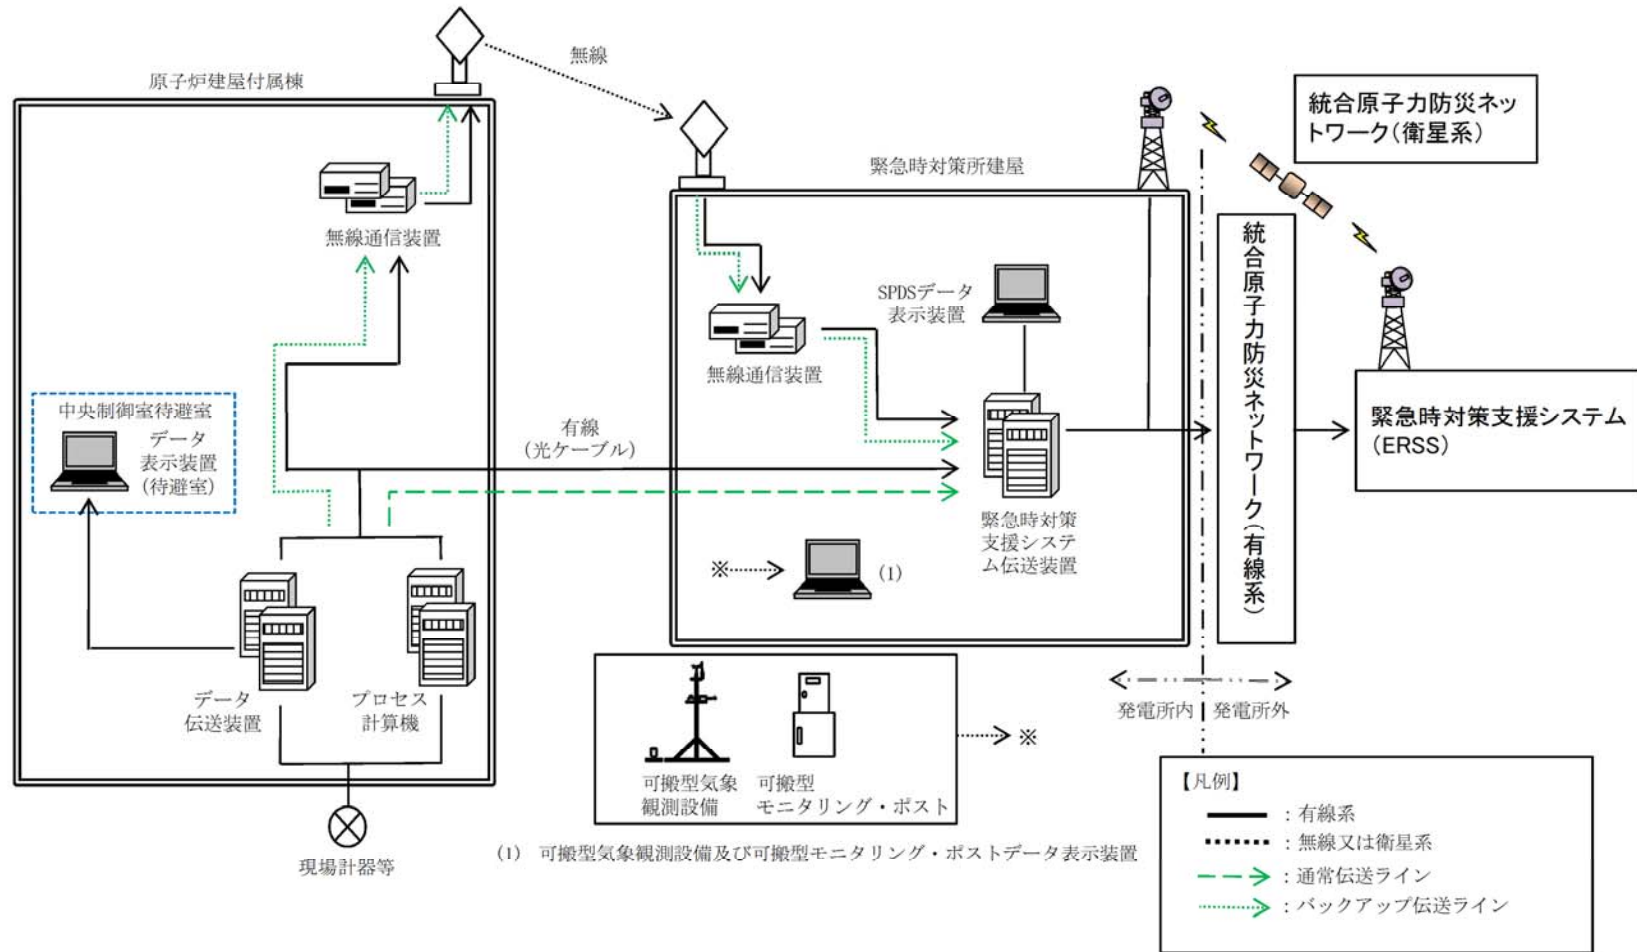 原子炉建屋付属棟
無線
無線通信装置
中央制御室待避室
データ
表示装置
(待避室)
有線
(光ケーブル)
データ
伝送装置
プロセス
計算機
現場計器等
緊急時対策所建屋
無線通信装置
SPDSデータ
表示装置
緊急時対策
支援システ
ム伝送装置
※
(1)
統合原子力防災ネッ
トワーク(衛星系)
統合原子力防災ネットワーク(有線系)
緊急時対策支援システム
(ERSS)
発電所内
発電所外
可搬型気象
観測設備
可搬型
モニタリング・ポスト
※
(1) 可搬型気象観測設備及び可搬型モニタリング・ポストデータ表示装置
【凡例】
:有線系
:無線又は衛星系
:通常伝送ライン
:バックアップ伝送ライン